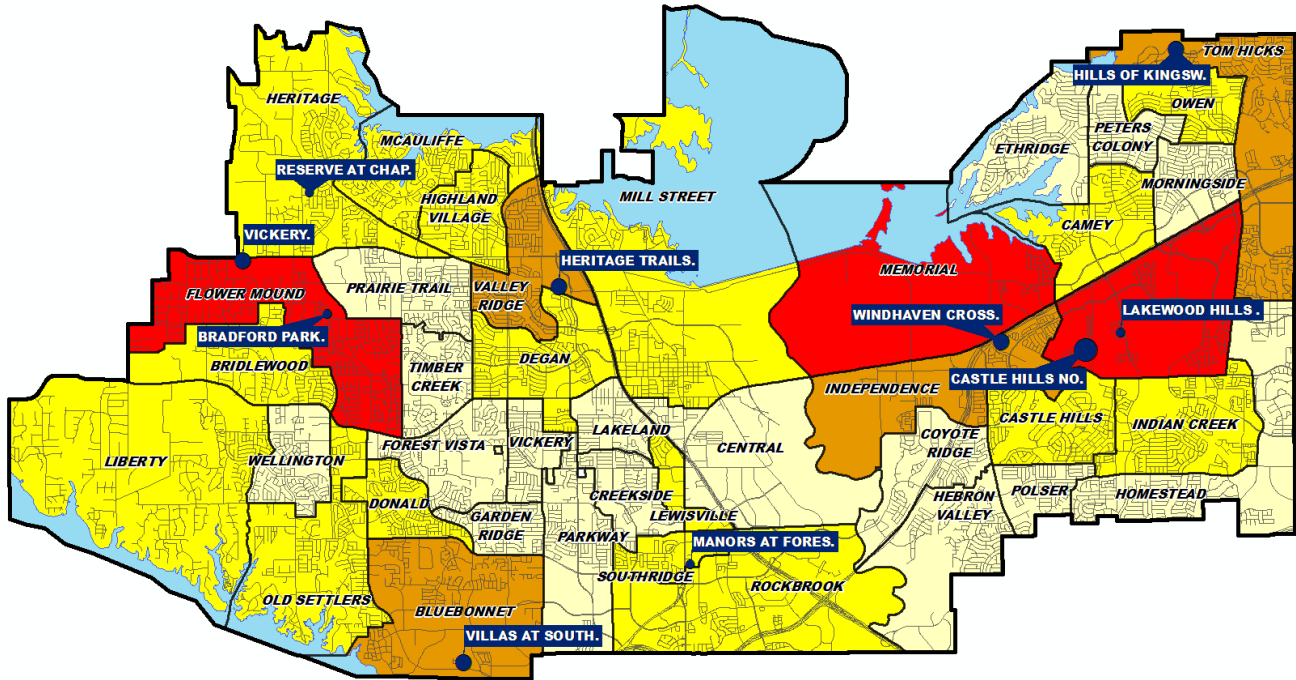 TOM HICKS
HILLS OF KINGSW.
HERITAGE
OWEN
PETERS
COLONY
MCAULIFFE
ETHRIDGE
RESERVE AT CHAP.
MORNINGSIDE
HIGHLAND
VILLAGE
MILL STREET
CAMEY
VICKERY.
HERITAGE TRAILS.
MEMORIAL
PRAIRIE TRAIL
VALLEY
RIDGE
FLOWER MOUND
LAKEWOOD HILLS .
WINDHAVEN CROSS.
BRADFORD PARK.
DEGAN
BRIDLEWOOD
TIMBER
CREEK
CASTLE HILLS NO.
INDEPENDENCE
CASTLE HILLS
INDIAN CREEK
LAKELAND
COYOTE
RIDGE
FOREST VISTA
VICKERY
CENTRAL
LIBERTY
WELLINGTON
POLSER
HOMESTEAD
CREEKSIDE
HEBRON
VALLEY
DONALD
GARDEN
RIDGE
LEWISVILLE
PARKWAY
MANORS AT FORES.
SOUTHRIDGE
ROCKBROOK
OLD SETTLERS
BLUEBONNET
VILLAS AT SOUTH.